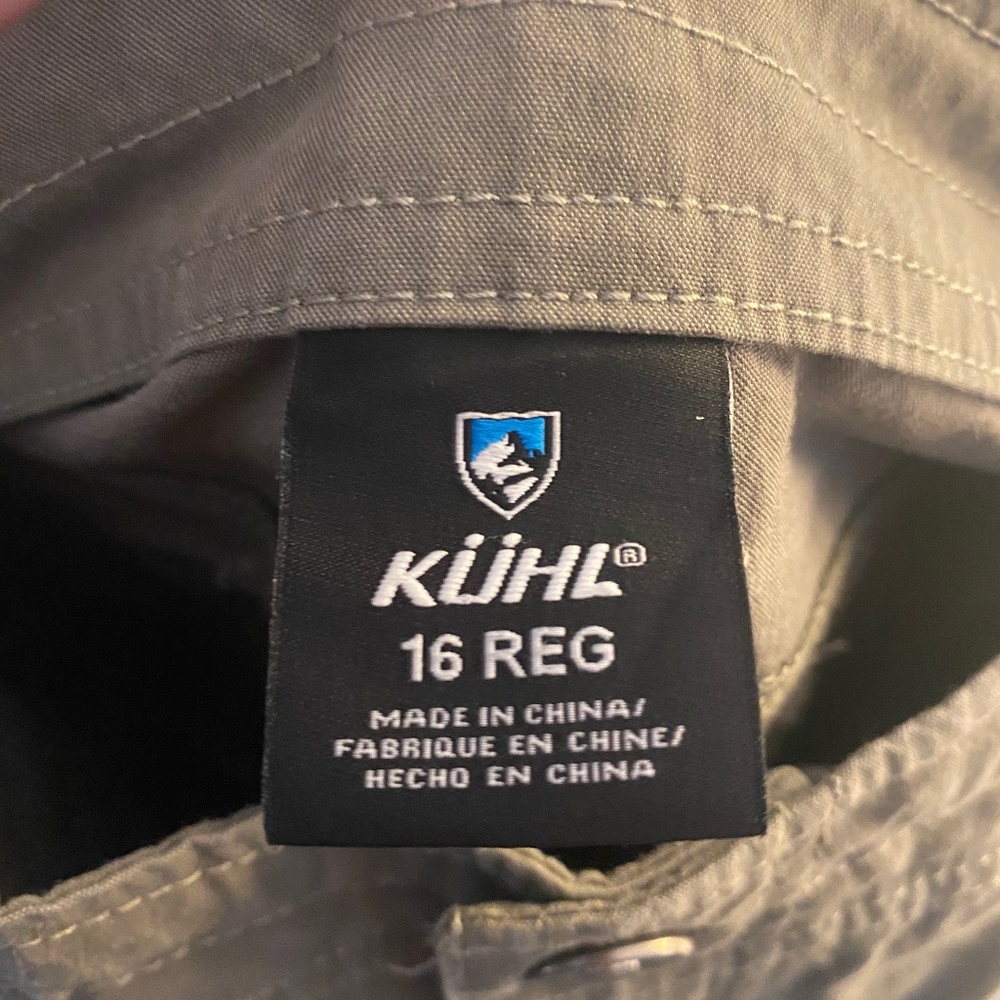 KÜHL®
16 REG
MADE IN CHINA/
FABRIQUE EN CHINE/
HECHO EN CHINA